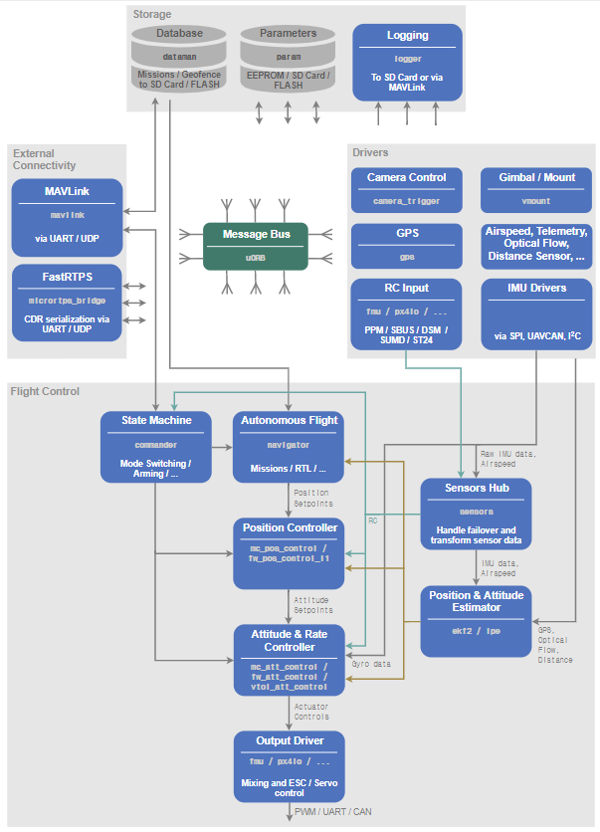 Storage
Database
dataman
Missions / Geofence
to SD Card / FLASH
Parameters
param
EEPROM / SD Card /
FLASH
Logging
logger
To SD Card or via
MAVLink
External
Connectivity
MAVLink
mavlink
via UART / UDP
FastRTPS
micrortps_bridge
CDR serialization via
UART / UDP
Message Bus
uORB
Drivers
Camera Control
camera_trigger
Gimbal / Mount
vmount
GPS
gps
Airspeed, Telemetry,
Optical Flow,
Distance Sensor, ...
RC Input
fmu / px4io / ...
PPM / SBUS / DSM /
SUMD / ST24
IMU Drivers
via SPI, UAVCAN, I²C
Flight Control
State Machine
commander
Mode Switching /
Arming / ...
Autonomous Flight
navigator
Missions / RTL / ...
Raw IMU data,
Airspeed
Sensors Hub
sensors
Handle failover and
transform sensor data
Position
Setpoints
RC
Position Controller
mc_pos_control /
fw_pos_control_l1
IMU data,
Airspeed
Position & Attitude
Estimator
ekf2 / lpe
Attitude
Setpoints
GPS,
Optical
Flow,
Distance
Attitude & Rate
Controller
mc_att_control /
fw_att_control /
vtol_att_control
Gyro data
Actuator
Controls
Output Driver
fmu / px4io / ...
Mixing and ESC / Servo
control
PWM / UART / CAN